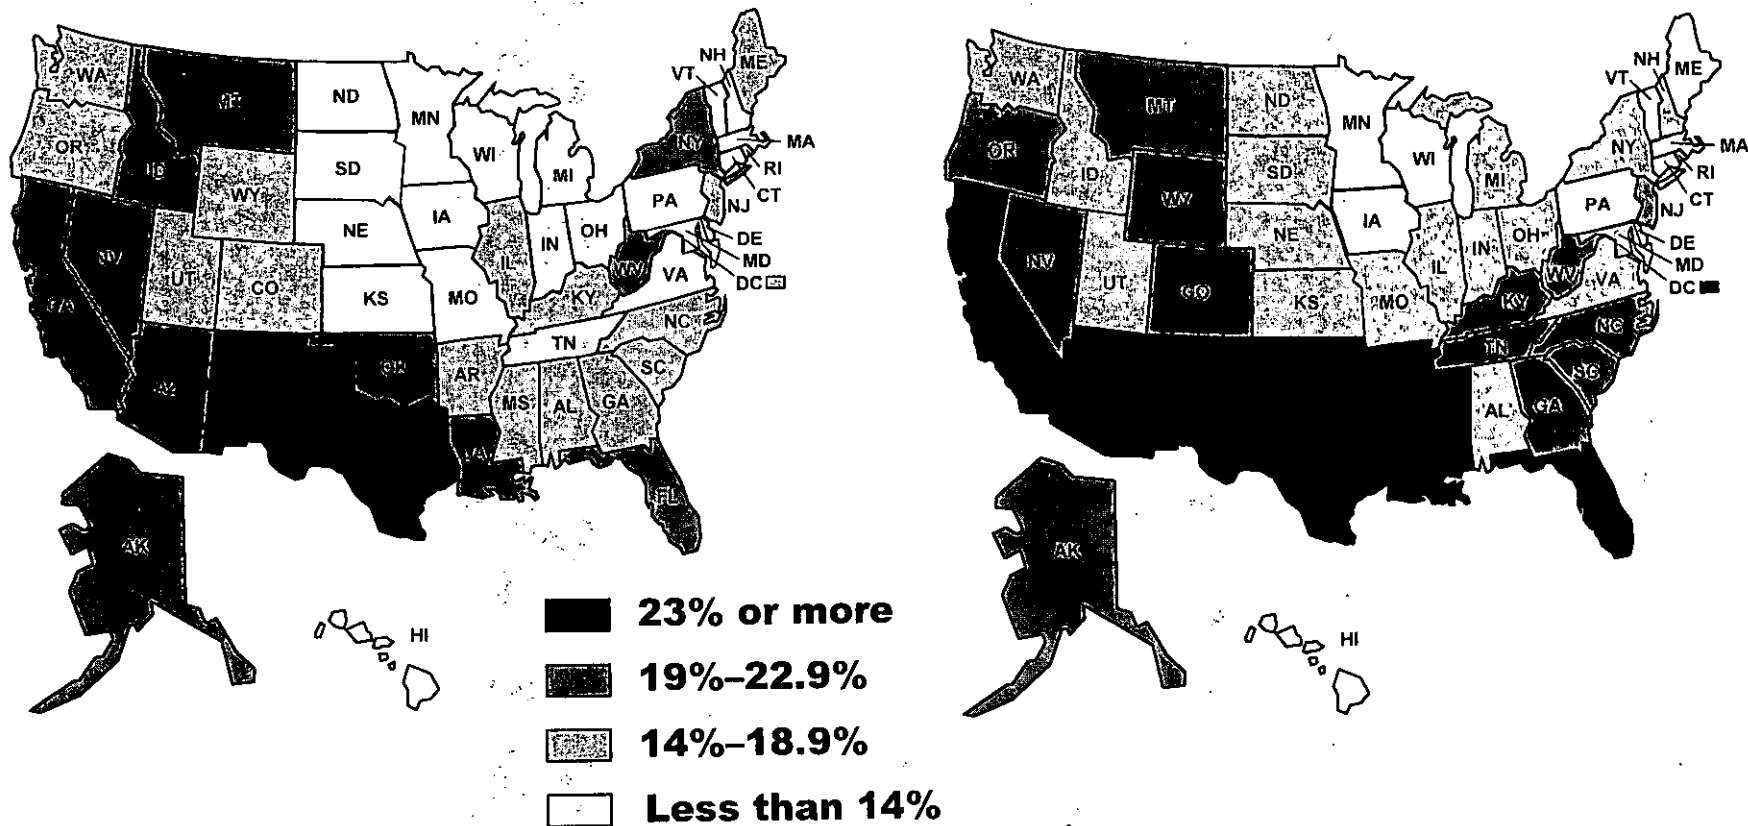 WA
OR
MT
ID
WY
NV
UT
CO
CA
AZ
ND
SD
NE
KS
OK
MN
WI
IA
MO
AR
LA
MI
IL
IN
OH
KY
TN
MS
AL
GA
FL
SC
NC
VA
WV
PA
NY
VT
NH
ME
MA
RI
CT
NJ
DE
MD
DC
AK
HI
WA
OR
MT
ID
WY
NV
UT
CO
ND
SD
NE
KS
MN
WI
IA
MO
MI
IL
IN
OH
KY
TN
AL
GA
SC
NC
VA
WV
PA
NY
VT
NH
ME
MA
RI
CT
NJ
DE
MD
DC
AK
HI
23% or more
19%–22.9%
14%–18.9%
Less than 14%